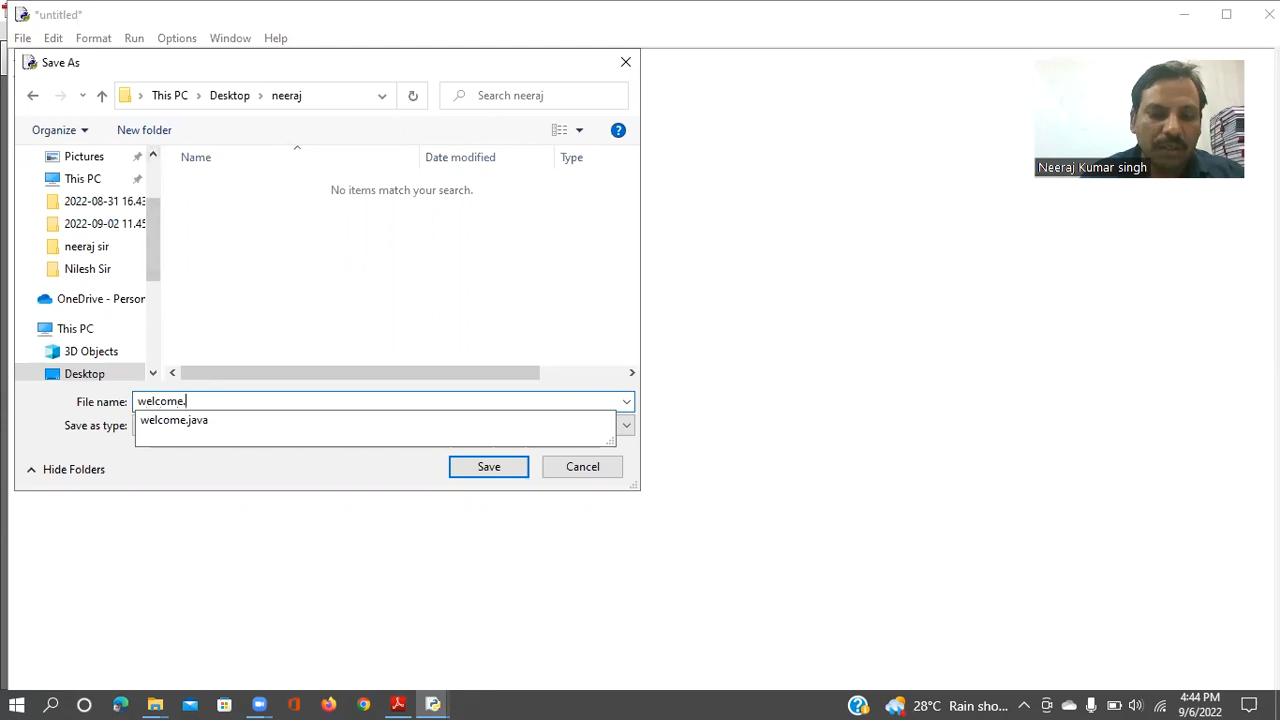 *untitled*
File Edit Format Run Options Window Help
Save As
This PC Desktop neeraj
Search neeraj
Organize New folder
Name Date modified Type
No items match your search.
Pictures
This PC
2022-08-31 16.43
2022-09-02 11.45
neeraj sir
Nilesh Sir
OneDrive - Person
This PC
3D Objects
Desktop
File name: welcome.
welcome.java
Save as type:
Hide Folders Save Cancel
Neeraj Kumar singh
28°C Rain sho... 4:44 PM
9/6/2022